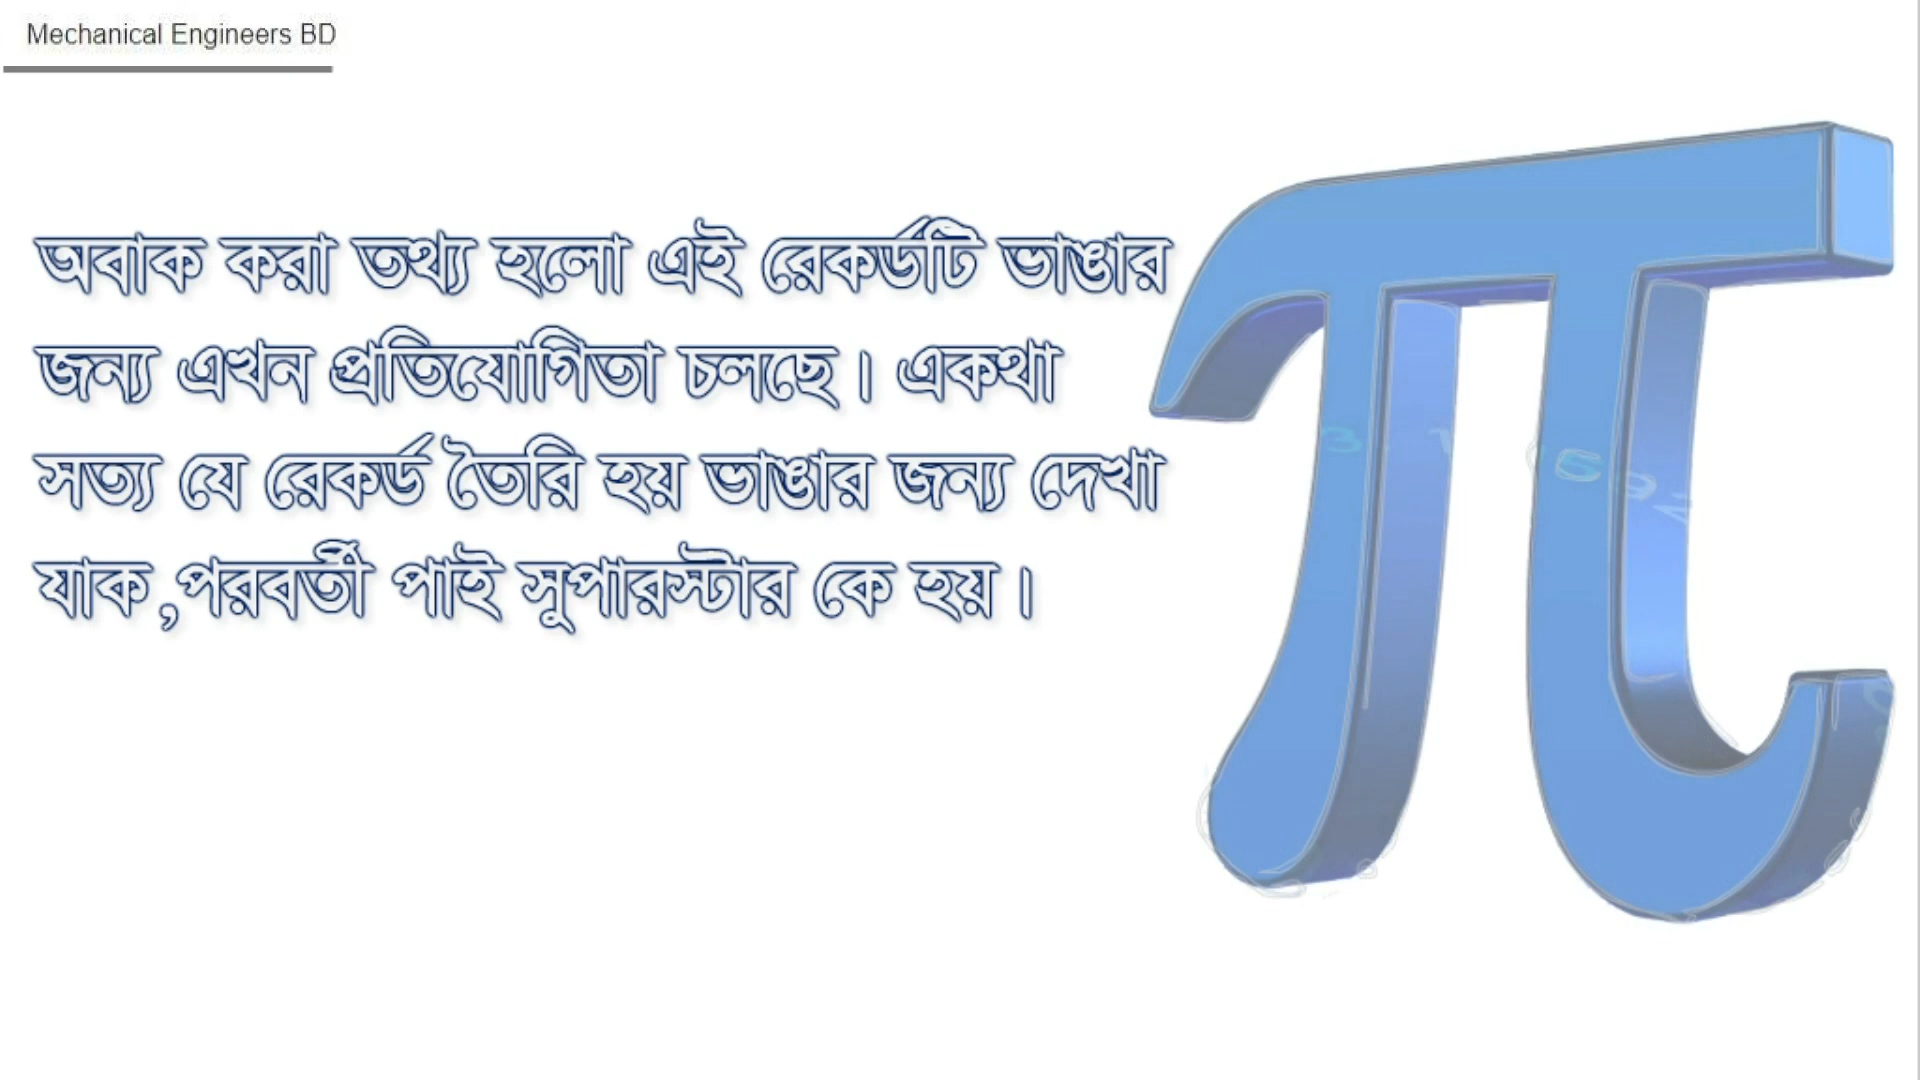 Mechanical Engineers BD
অবাক করা তথ্য হলো এই রেকর্ডটি ভাঙার
জন্য এখন প্রতিযোগিতা চলছে। একথা
সত্য যে রেকর্ড তৈরি হয় ভাঙার জন্য দেখা
যাক ,পরবর্তী পাই সুপারস্টার কে হয়।